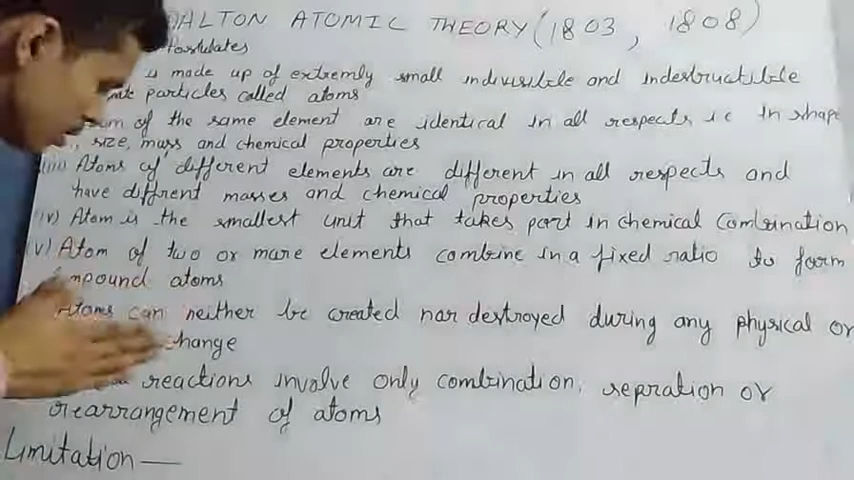 DALTON ATOMIC THEORY (1803, 1808)
Postulates
is made up of extremly small indivisible and indestructible
particles called atoms
of the same element are identical in all respects i.e in shape
size, mass and chemical properties
(iii) Atoms of different elements are different in all respects and
have diffrent masses and chemical properties
(iv) Atom is the smallest unit that takes part in chemical Combination
(v) Atom of two or more elements combine in a fixed ratio to form
mpound atoms
Atoms can neither be created nor destroyed during any physical or
change
reactions involve only combination, sepration or
rearrangement of atoms
Limitation —